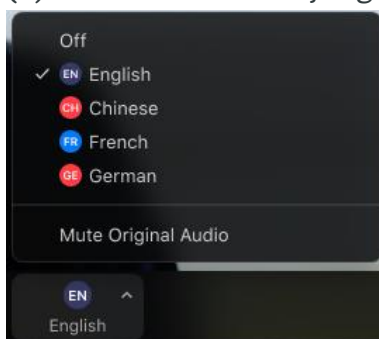 Off
EN English
CH Chinese
FR French
GE German
Mute Original Audio
EN
English